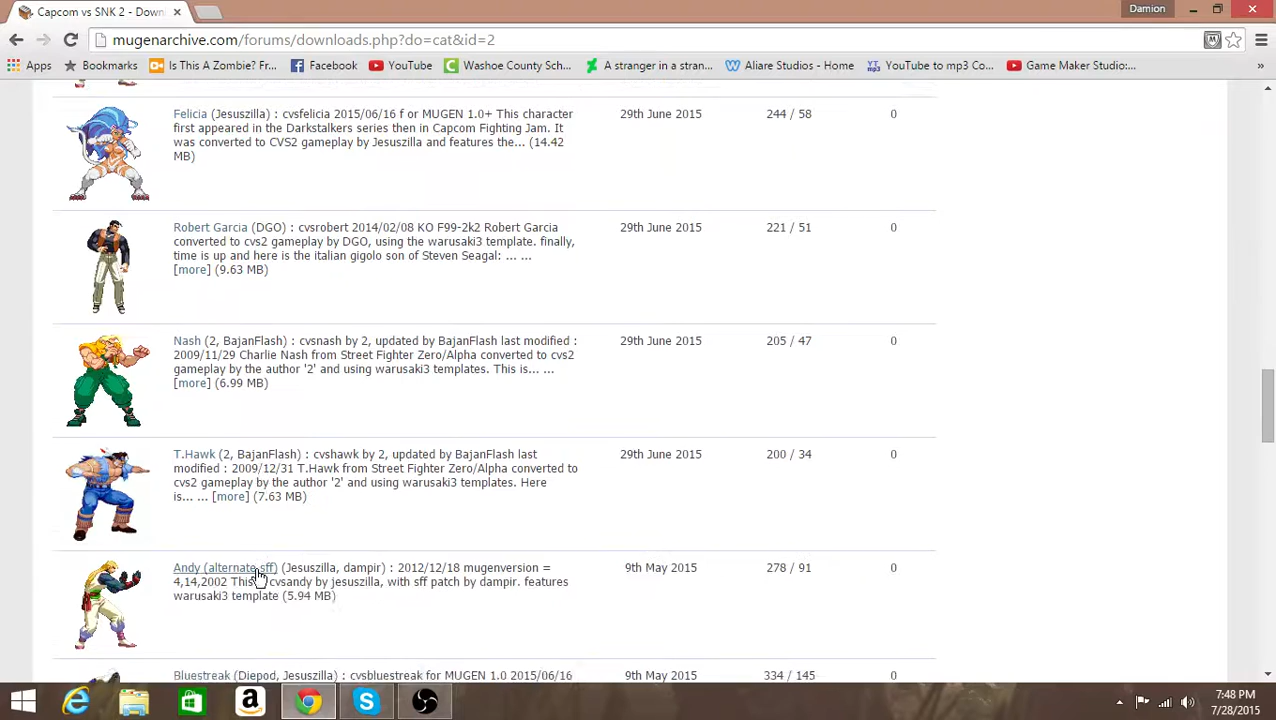 Capcom vs SNK 2 - Down
Damion
mugenarchive.com/forums/downloads.php?do=cat&id=2
Apps Bookmarks Is This A Zombie? Fr... Facebook YouTube Washoe County Sch... A stranger in a stran... Aliare Studios - Home YouTube to mp3 Co... Game Maker Studio:... »
Felicia (Jesuszilla) : cvsfelicia 2015/06/16 f or MUGEN 1.0+ This character 29th June 2015 244 / 58 0
first appeared in the Darkstalkers series then in Capcom Fighting Jam. It
was converted to CVS2 gameplay by Jesuszilla and features the... (14.42
MB)
Robert Garcia (DGO) : cvsrobert 2014/02/08 KO F99-2k2 Robert Garcia 29th June 2015 221 / 51 0
converted to cvs2 gameplay by DGO, using the warusaki3 template. finally,
time is up and here is the italian gigolo son of Steven Seagal: ... ...
[more] (9.63 MB)
Nash (2, BajanFlash) : cvsnash by 2, updated by BajanFlash last modified : 29th June 2015 205 / 47 0
2009/11/29 Charlie Nash from Street Fighter Zero/Alpha converted to cvs2
gameplay by the author '2' and using warusaki3 templates. This is... ...
[more] (6.99 MB)
T.Hawk (2, BajanFlash) : cvshawk by 2, updated by BajanFlash last 29th June 2015 200 / 34 0
modified : 2009/12/31 T.Hawk from Street Fighter Zero/Alpha converted to
cvs2 gameplay by the author '2' and using warusaki3 templates. Here
is... ... [more] (7.63 MB)
Andy (alternate sff) (Jesuszilla, dampir) : 2012/12/18 mugenversion = 9th May 2015 278 / 91 0
4,14,2002 This cvsandy by jesuszilla, with sff patch by dampir. features
warusaki3 template (5.94 MB)
Bluestreak (Diepod, Jesuszilla) : cvsbluestreak for MUGEN 1.0 2015/06/16 9th May 2015 334 / 145 0
7:48 PM
7/28/2015